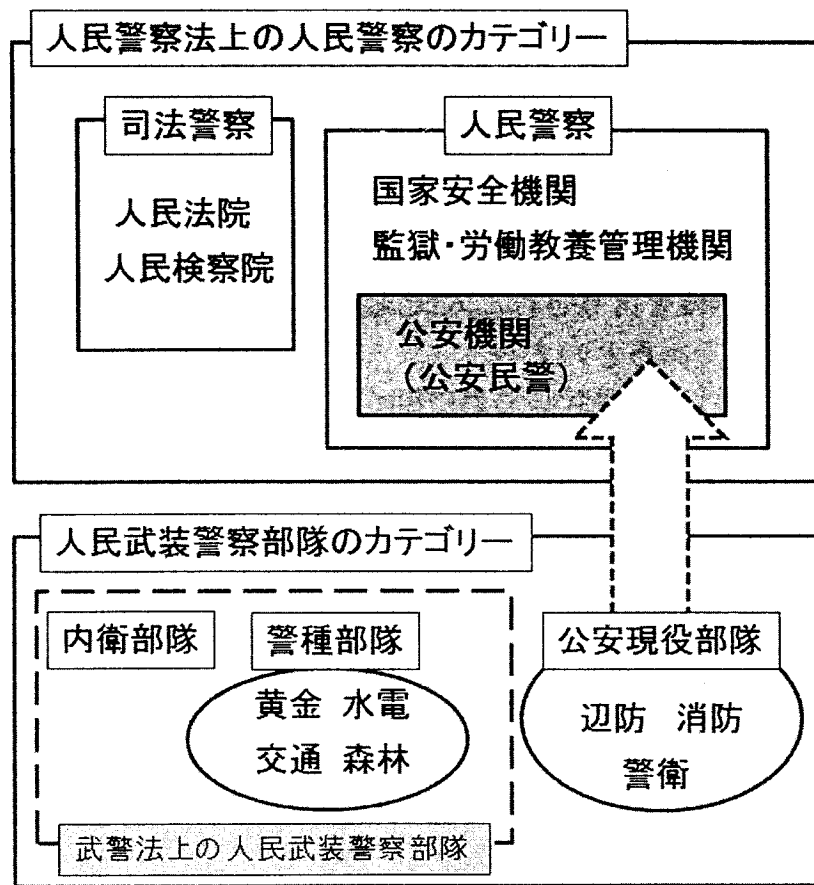 人民警察法上の人民警察のカテゴリー
司法警察
人民法院
人民検察院
人民警察
国家安全機関
監獄・労働教養管理機関
公安機関
(公安民警)
人民武装警察部隊のカテゴリー
内衛部隊
警種部隊
黄金 水電
交通 森林
武警法上の人民武装警察部隊
公安現役部隊
辺防 消防
警衛